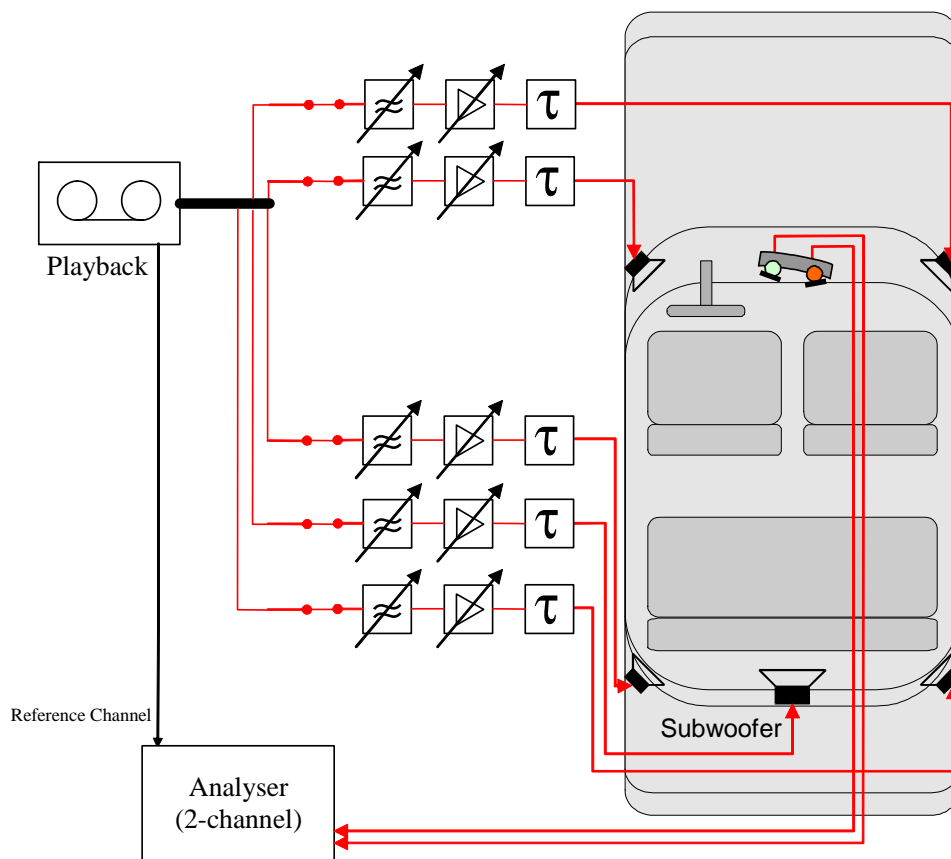 τ
τ
Playback
τ
τ
τ
Reference Channel
Subwoofer
Analyser
(2-channel)